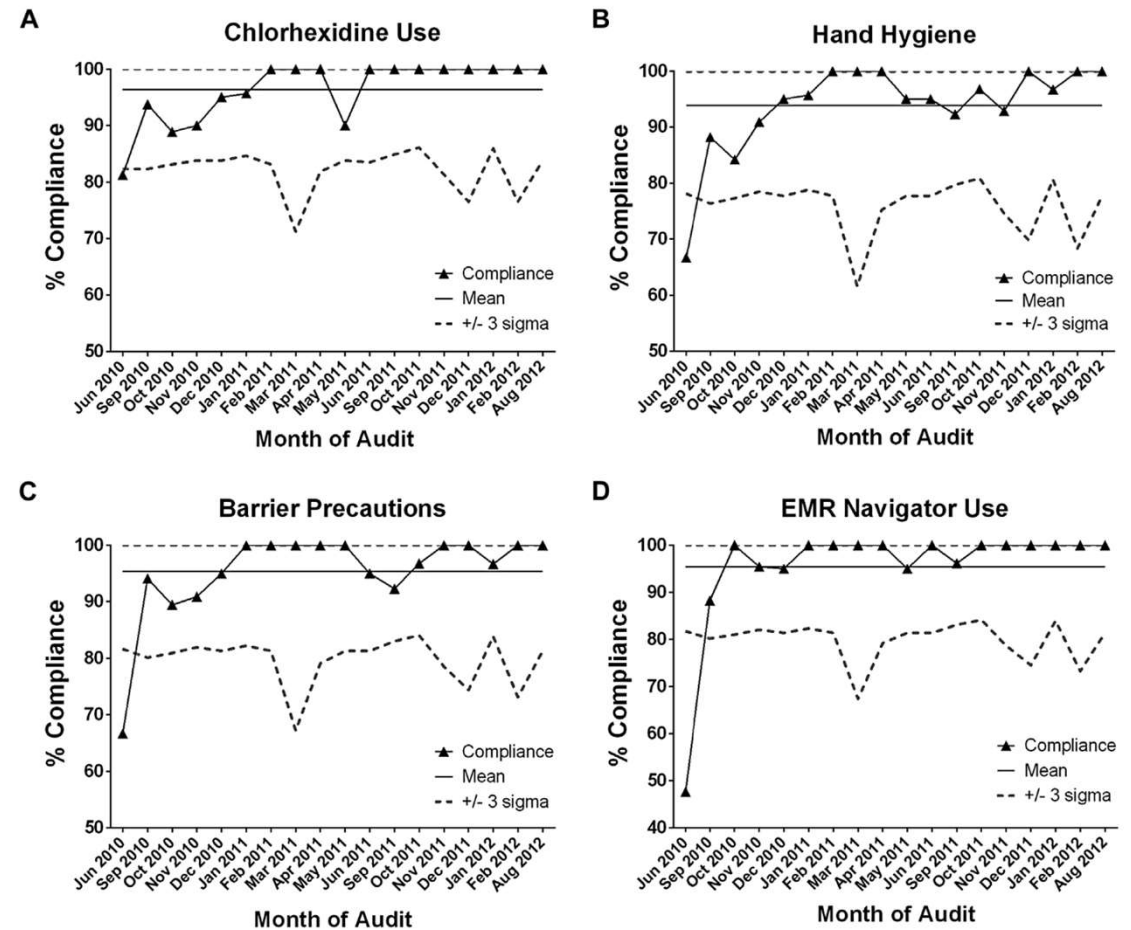 A
Chlorhexidine Use
100
90
80
70
60
50
% Compliance
Compliance
Mean
+/- 3 sigma
Jun 2010
Sep 2010
Oct 2010
Nov 2010
Dec 2010
Jan 2011
Feb 2011
Mar 2011
Apr 2011
May 2011
Jun 2011
Sep 2011
Oct 2011
Nov 2011
Dec 2011
Jan 2012
Feb 2012
Aug 2012
Month of Audit
B
Hand Hygiene
100
90
80
70
60
50
% Compliance
Compliance
Mean
+/- 3 sigma
Jun 2010
Sep 2010
Oct 2010
Nov 2010
Dec 2010
Jan 2011
Feb 2011
Mar 2011
Apr 2011
May 2011
Jun 2011
Sep 2011
Oct 2011
Nov 2011
Dec 2011
Jan 2012
Feb 2012
Aug 2012
Month of Audit
C
Barrier Precautions
100
90
80
70
60
50
% Compliance
Compliance
Mean
+/- 3 sigma
Jun 2010
Sep 2010
Oct 2010
Nov 2010
Dec 2010
Jan 2011
Feb 2011
Mar 2011
Apr 2011
May 2011
Jun 2011
Sep 2011
Oct 2011
Nov 2011
Dec 2011
Jan 2012
Feb 2012
Aug 2012
Month of Audit
D
EMR Navigator Use
100
90
80
70
60
50
40
% Compliance
Compliance
Mean
+/- 3 sigma
Jun 2010
Sep 2010
Oct 2010
Nov 2010
Dec 2010
Jan 2011
Feb 2011
Mar 2011
Apr 2011
May 2011
Jun 2011
Sep 2011
Oct 2011
Nov 2011
Dec 2011
Jan 2012
Feb 2012
Aug 2012
Month of Audit